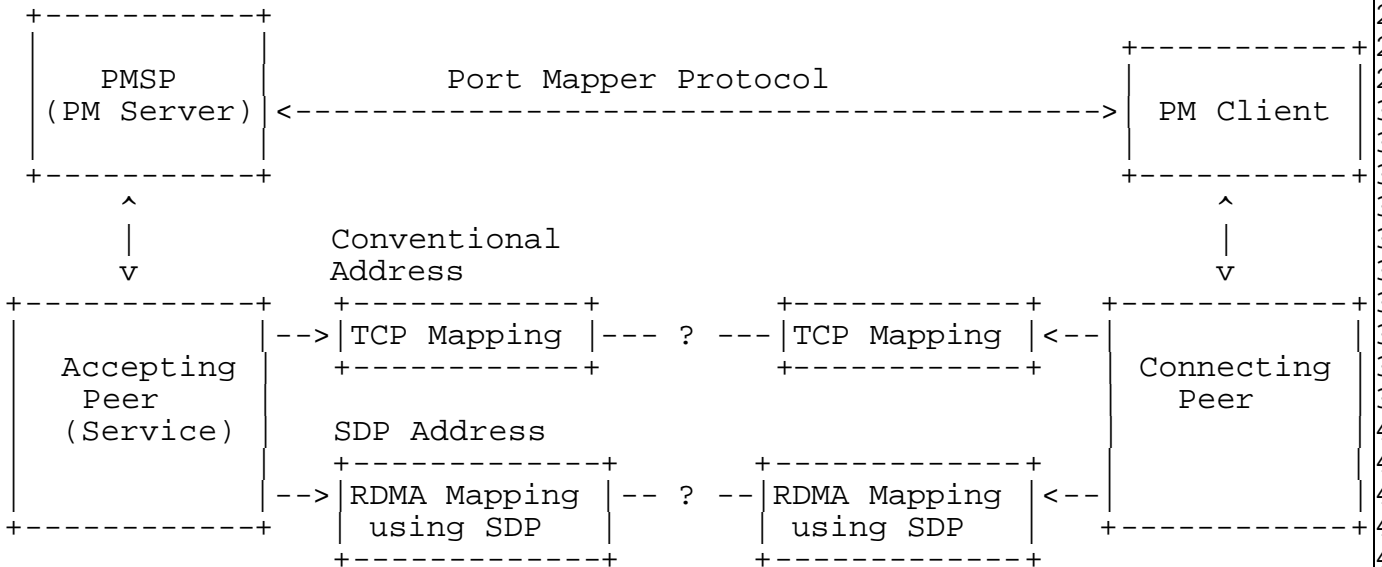 PMSP Port Mapper Protocol
(PM Server) PM Client
Conventional
Address
TCP Mapping ? TCP Mapping
Accepting Connecting
Peer Peer
(Service) SDP Address
RDMA Mapping ? RDMA Mapping
using SDP using SDP